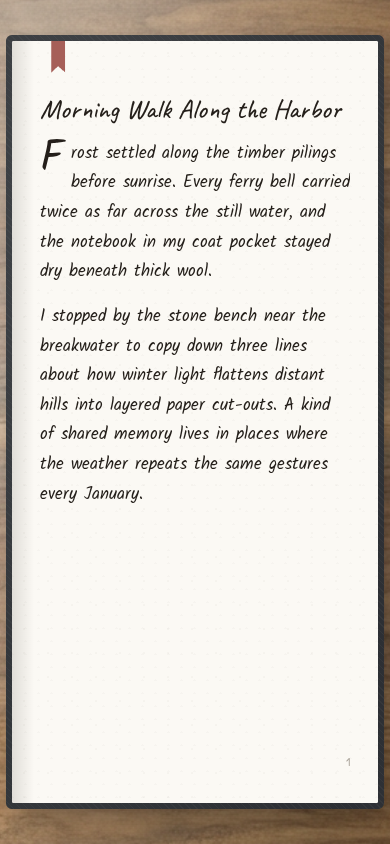 Morning Walk Along the Harbor
Frost settled along the timber pilings
before sunrise. Every ferry bell carried
twice as far across the still water, and
the notebook in my coat pocket stayed
dry beneath thick wool.
I stopped by the stone bench near the
breakwater to copy down three lines
about how winter light flattens distant
hills into layered paper cut-outs. A kind
of shared memory lives in places where
the weather repeats the same gestures
every January.
1